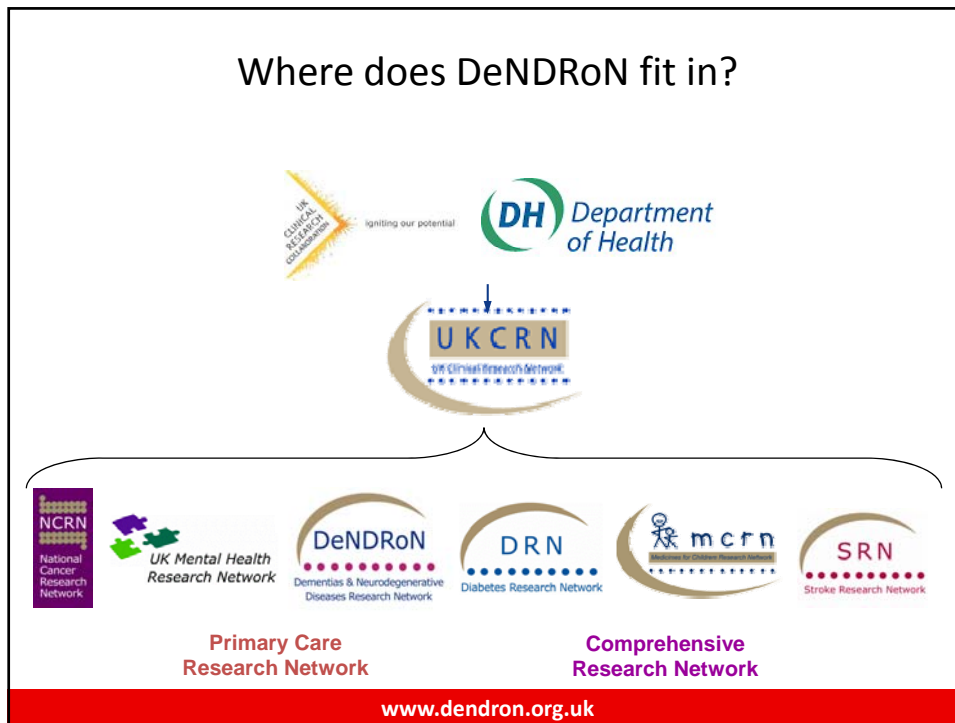 Where does DeNDRoN fit in?
UK
CLINICAL
RESEARCH
COLLABORATION
igniting our potential
DH
Department
of Health
UKCRN
UK Clinical Research Network
NCRN
National
Cancer
Research
Network
UK Mental Health
Research Network
DeNDRoN
Dementias & Neurodegenerative
Diseases Research Network
DRN
Diabetes Research Network
mcrn
Medicines for Children Research Network
SRN
Stroke Research Network
Primary Care
Research Network
Comprehensive
Research Network
www.dendron.org.uk